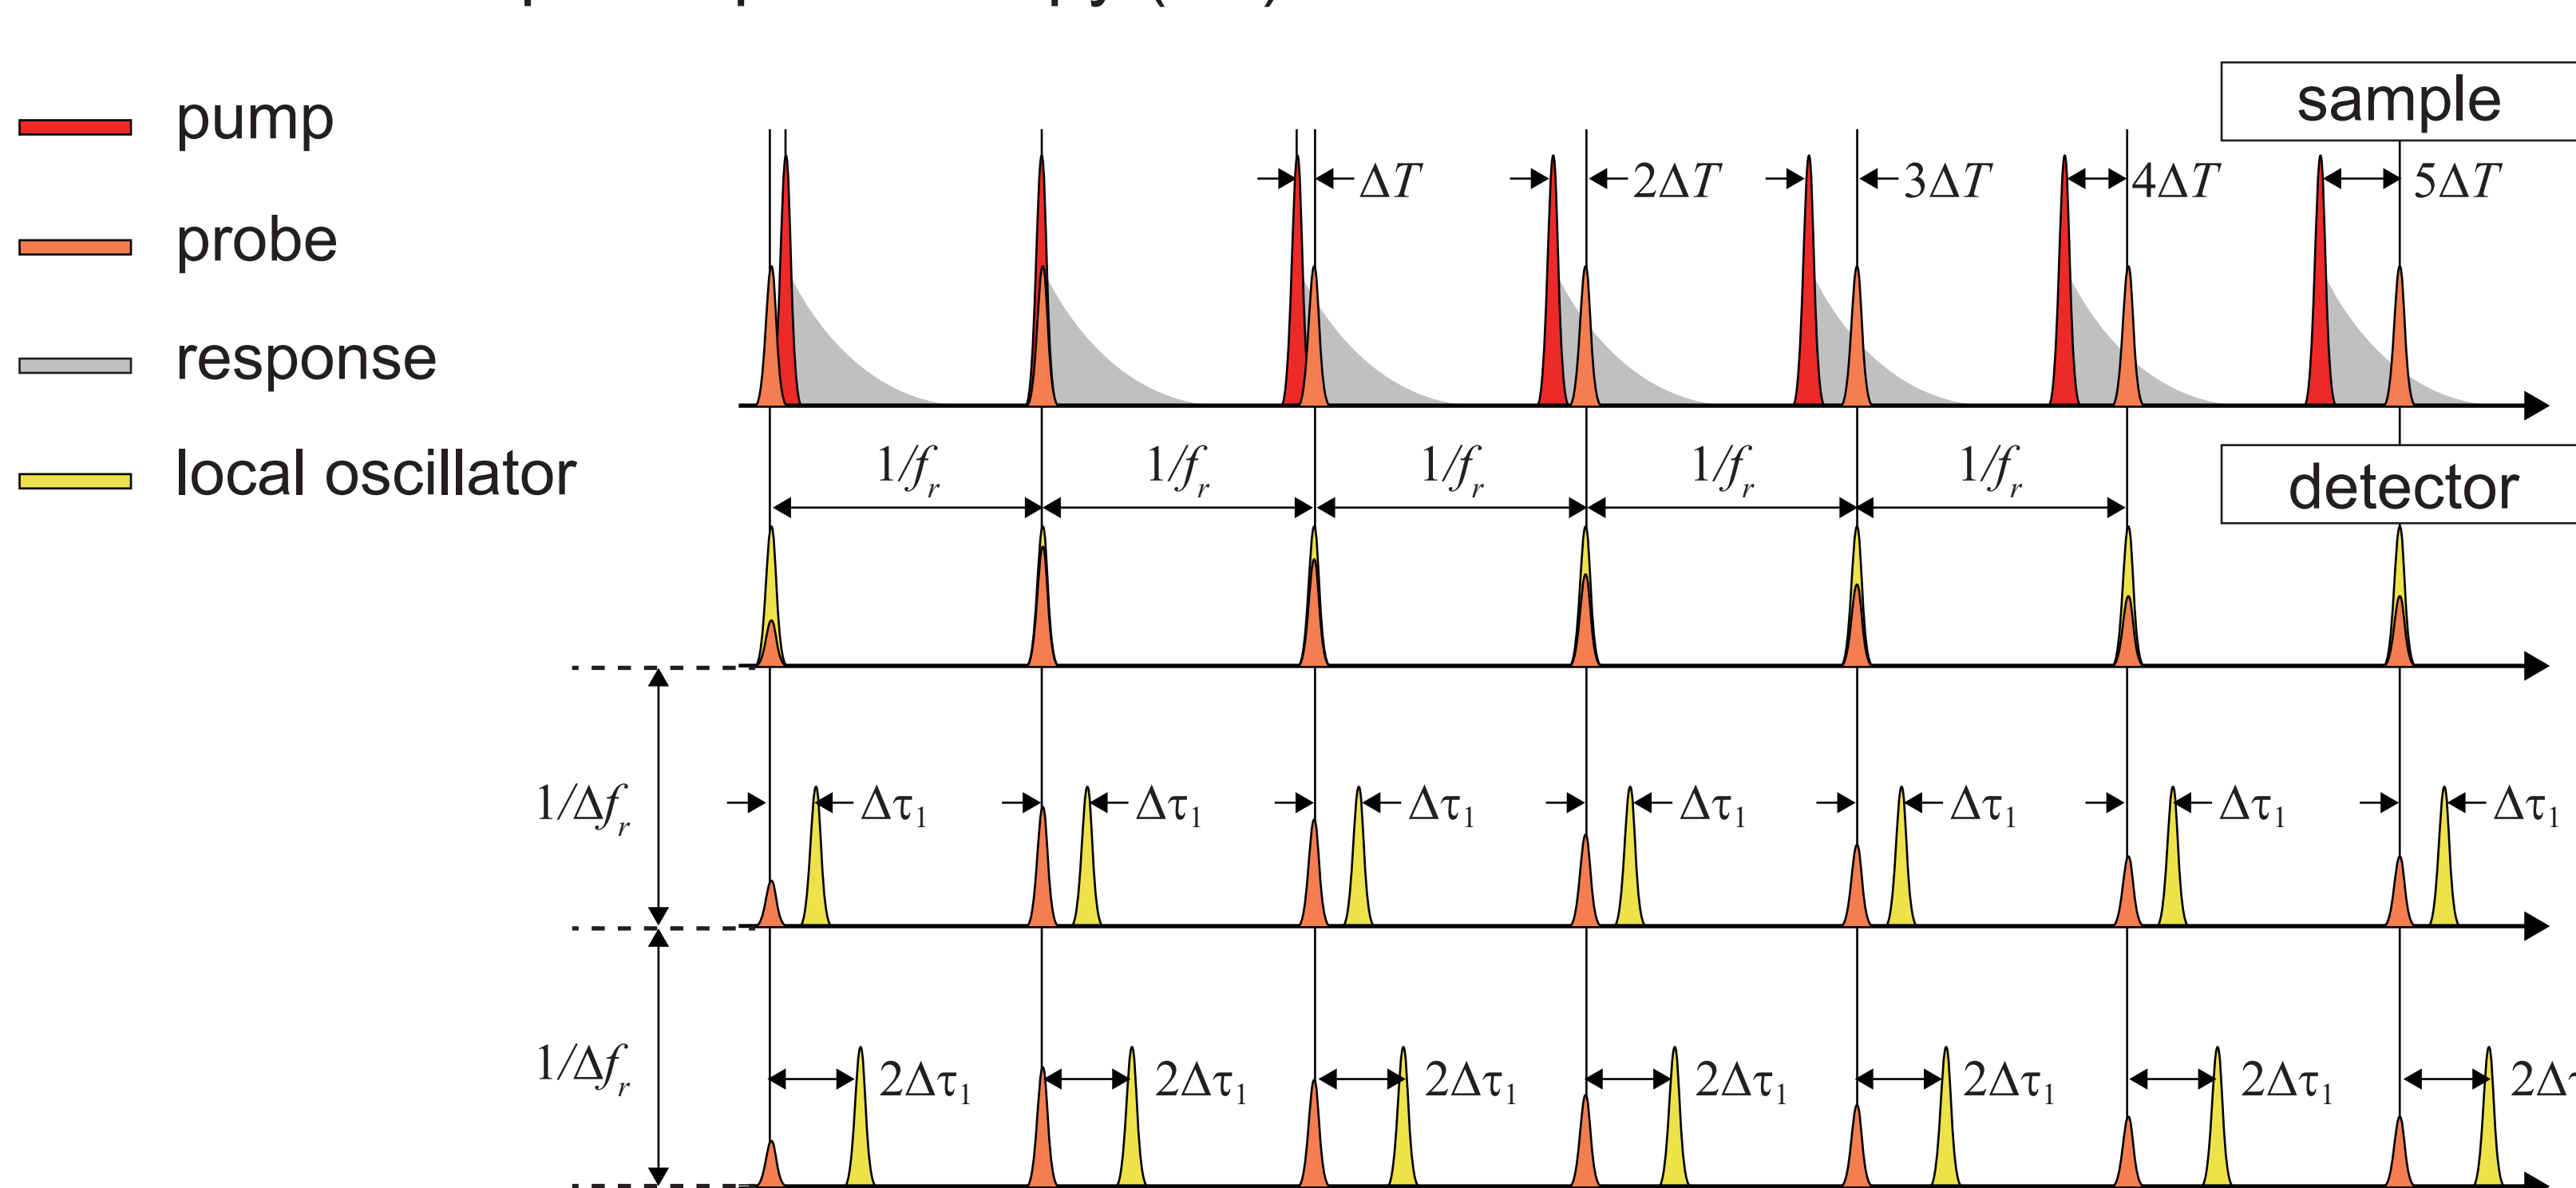 pump
probe
response
local oscillator
sample
ΔT 2ΔT 3ΔT 4ΔT 5ΔT
1/fr 1/fr 1/fr 1/fr 1/fr
detector
1/Δfr
Δτ1 Δτ1 Δτ1 Δτ1 Δτ1 Δτ1 Δτ1
1/Δfr
2Δτ1 2Δτ1 2Δτ1 2Δτ1 2Δτ1 2Δτ1